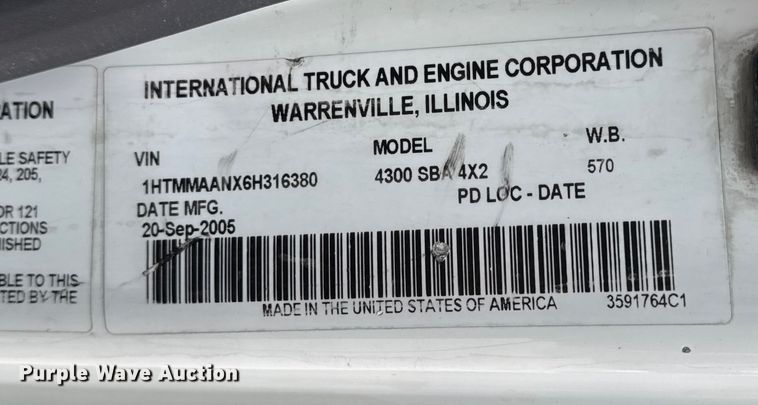 ATION
LE SAFETY
24, 205,
OR 121
CTIONS
NISHED
BLE TO THIS
TED BY THE
INTERNATIONAL TRUCK AND ENGINE CORPORATION
WARRENVILLE, ILLINOIS
VIN MODEL W.B.
1HTMMAANX6H316380 4300 SBA 4X2 570
DATE MFG. PD LOC - DATE
20-Sep-2005
MADE IN THE UNITED STATES OF AMERICA 3591764C1
Purple Wave Auction